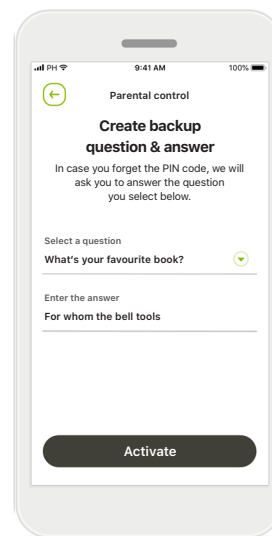 PH 9:41 AM 100%
Parental control
Create backup
question & answer
In case you forget the PIN code, we will
ask you to answer the question
you select below.
Select a question
What's your favourite book?
Enter the answer
For whom the bell tools
Activate